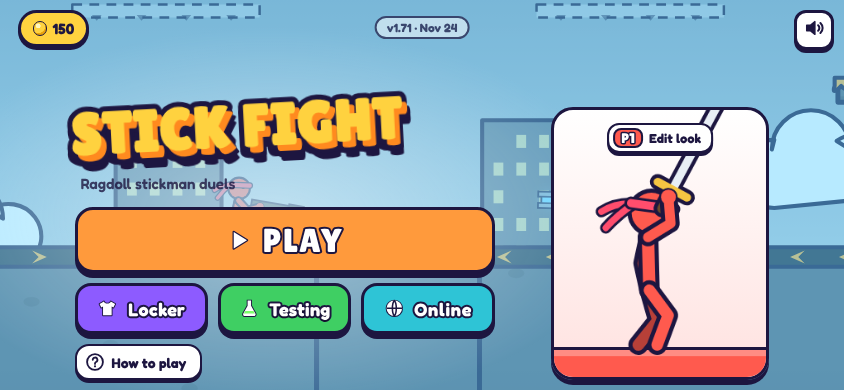 150
v1.71 · Nov 24
STICK FIGHT
Ragdoll stickman duels
PLAY
Locker
Testing
Online
How to play
P1 Edit look